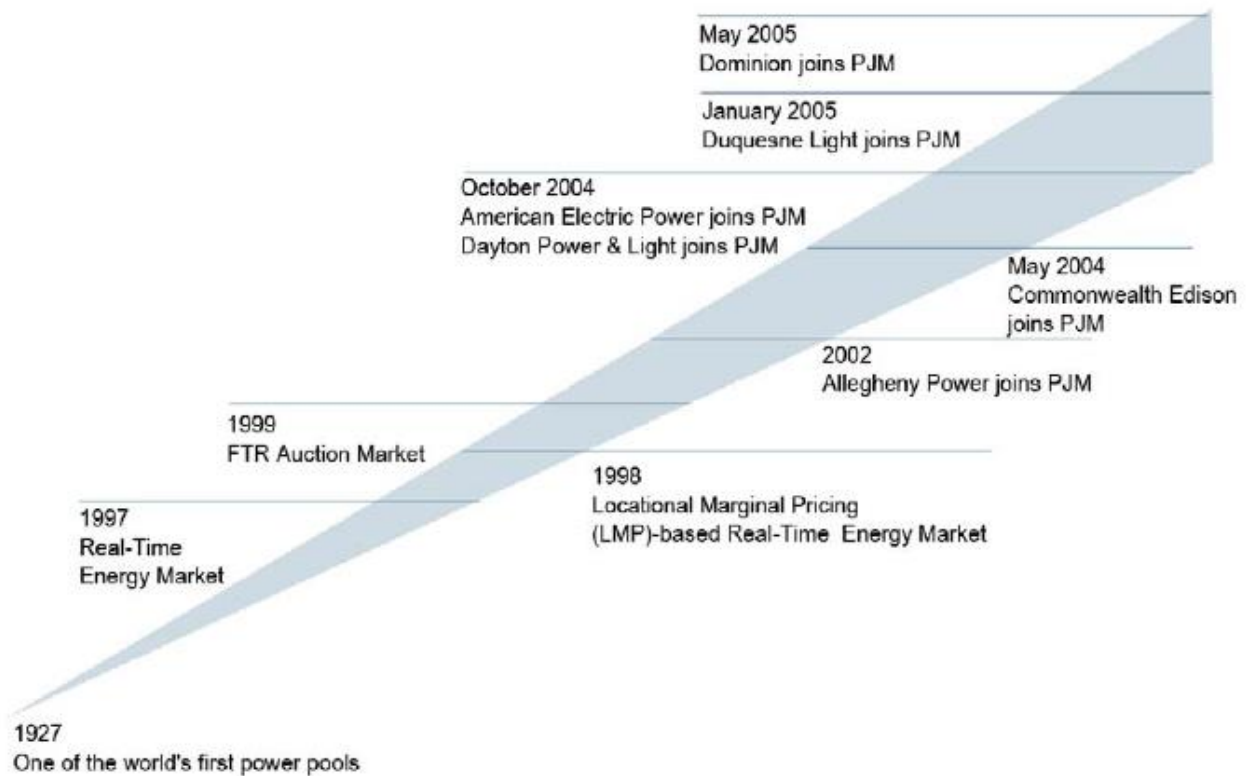 May 2005
Dominion joins PJM
January 2005
Duquesne Light joins PJM
October 2004
American Electric Power joins PJM
Dayton Power & Light joins PJM
May 2004
Commonwealth Edison
joins PJM
2002
Allegheny Power joins PJM
1999
FTR Auction Market
1998
Locational Marginal Pricing
(LMP)-based Real-Time Energy Market
1997
Real-Time
Energy Market
1927
One of the world's first power pools